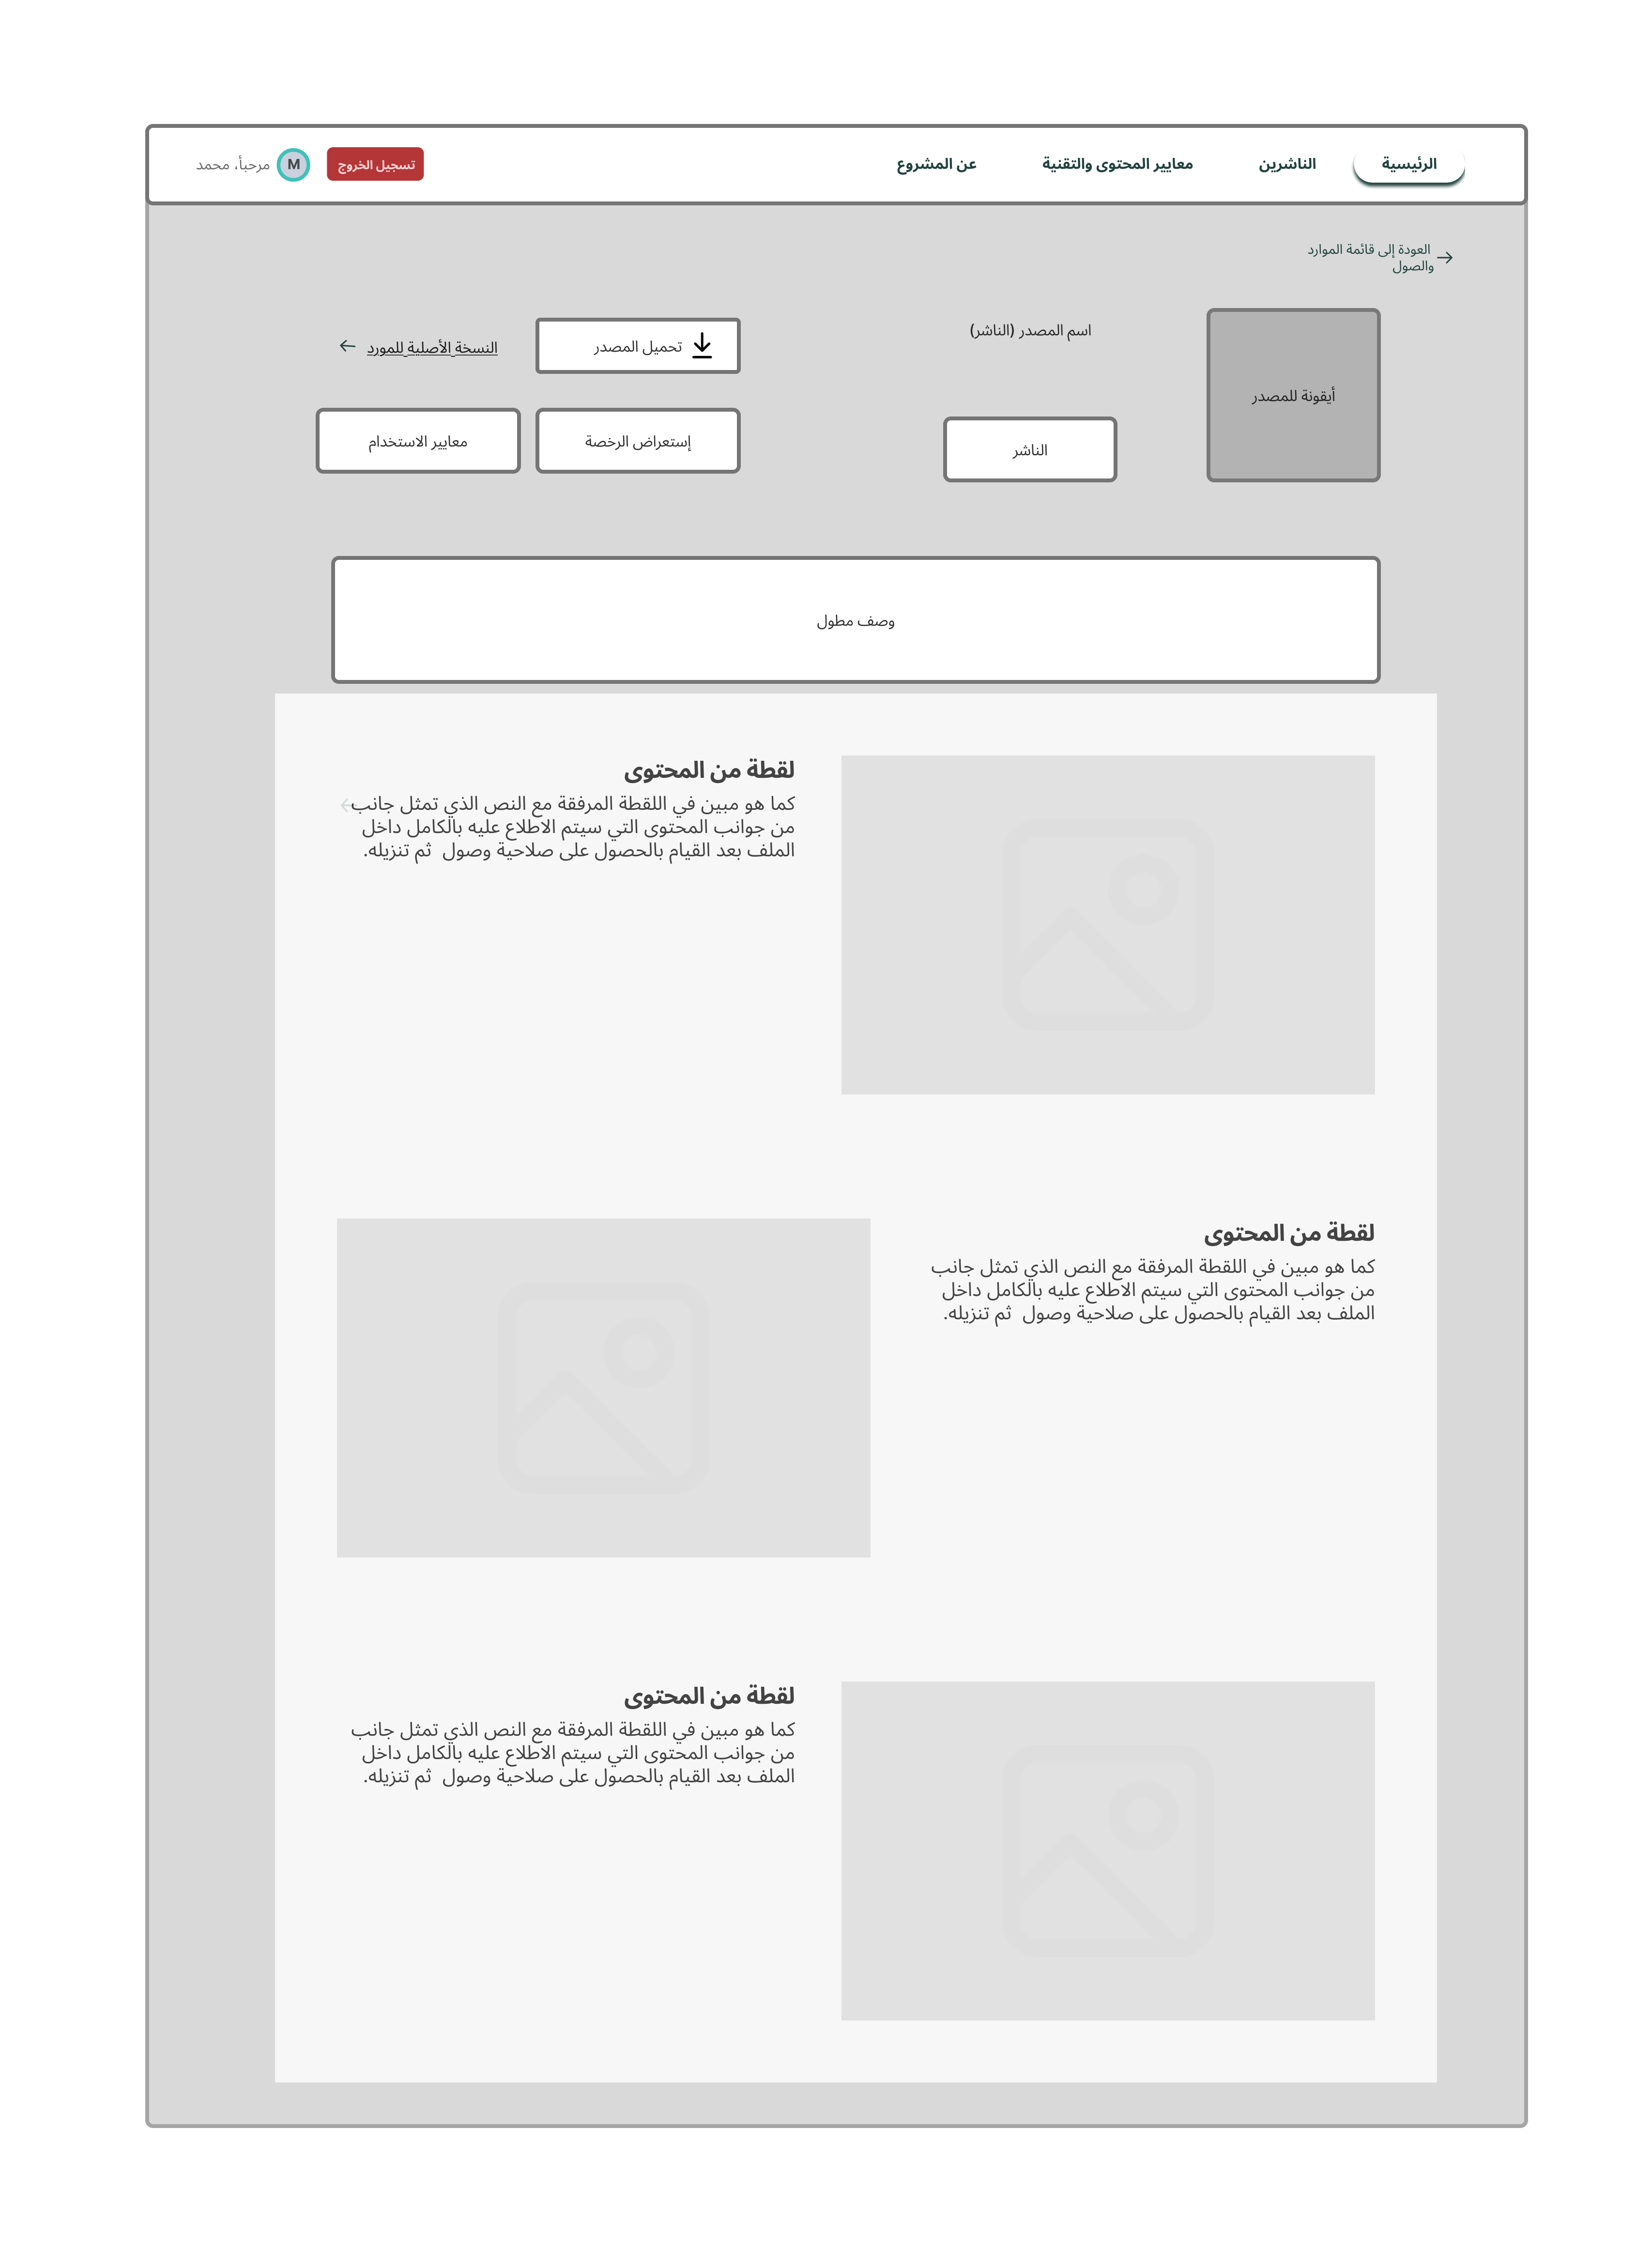 الرئيسية
الناشرين
معايير المحتوى والتقنية
عن المشروع
تسجيل الخروج
M
مرحبأ، محمد
العودة إلى قائمة الموارد
والصول
أيقونة للمصدر
اسم المصدر (الناشر)
الناشر
تحميل المصدر
النسخة الأصلية للمورد
إستعراض الرخصة
معايير الاستخدام
وصف مطول
لقطة من المحتوى
كما هو مبين في اللقطة المرفقة مع النص الذي تمثل جانب
من جوانب المحتوى التي سيتم الاطلاع عليه بالكامل داخل
الملف بعد القيام بالحصول على صلاحية وصول  ثم تنزيله.
لقطة من المحتوى
كما هو مبين في اللقطة المرفقة مع النص الذي تمثل جانب
من جوانب المحتوى التي سيتم الاطلاع عليه بالكامل داخل
الملف بعد القيام بالحصول على صلاحية وصول  ثم تنزيله.
لقطة من المحتوى
كما هو مبين في اللقطة المرفقة مع النص الذي تمثل جانب
من جوانب المحتوى التي سيتم الاطلاع عليه بالكامل داخل
الملف بعد القيام بالحصول على صلاحية وصول  ثم تنزيله.